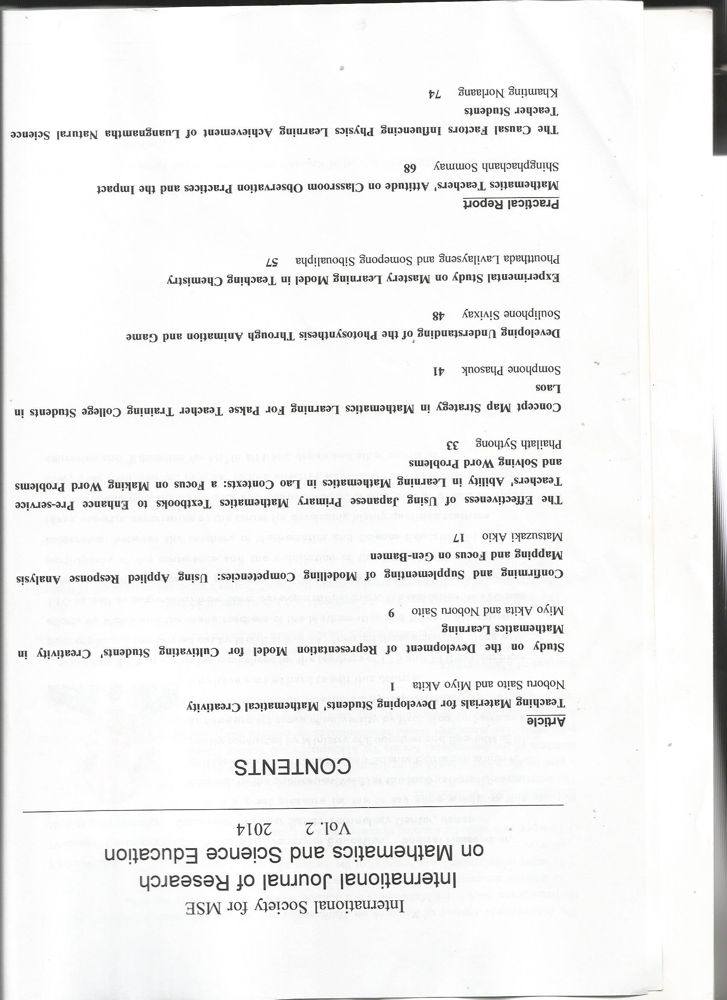 International Society for MSE
International Journal of Research
on Mathematics and Science Education
Vol. 2 2014
CONTENTS
Article
Teaching Materials for Developing Students' Mathematical Creativity
Noboru Saito and Miyo Akita 1
Study on the Development of Representation Model for Cultivating Students' Creativity in
Mathematics Learning
Miyo Akita and Noboru Saito 9
Confirming and Supplementing of Modelling Competencies: Using Applied Response Analysis
Mapping and Focus on Gen-Bamen
Matsuzaki Akio 17
The Effectiveness of Using Japanese Primary Mathematics Textbooks to Enhance Pre-service
Teachers' Ability in Learning Mathematics in Lao Contexts: a Focus on Making Word Problems
and Solving Word Problems
Phailath Sythong 33
Concept Map Strategy in Mathematics Learning For Pakse Teacher Training College Students in
Laos
Somphone Phasouk 41
Developing Understanding of the Photosynthesis Through Animation and Game
Souliphone Sivixay 48
Experimental Study on Mastery Learning Model in Teaching Chemistry
Phoutthada Lavilayseng and Somepong Siboualipha 57
Practical Report
Mathematics Teachers' Attitude on Classroom Observation Practices and the Impact
Shingphachanh Sommay 68
The Causal Factors Influencing Physics Learning Achievement of Luangnamtha Natural Science
Teacher Students
Khamting Norlaang 74